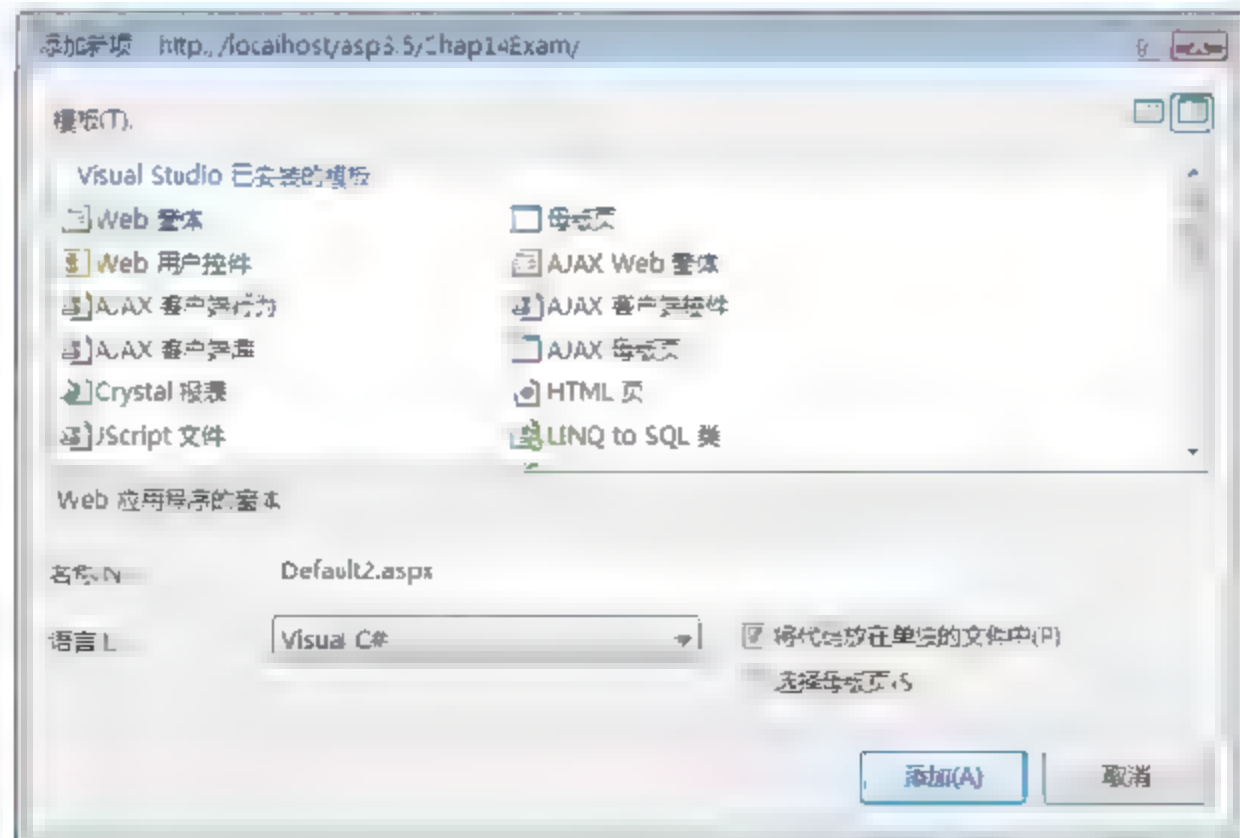 添加新项 http://localhost/asp3.5/Chap14Exam/
模板(T):
Visual Studio 已安装的模板
Web 窗体
母版页
Web 用户控件
AJAX Web 窗体
AJAX 客户端行为
AJAX 客户端控件
AJAX 客户端库
AJAX 母版页
Crystal 报表
HTML 页
JScript 文件
LINQ to SQL 类
Web 应用程序的窗体
名称(N)
Default2.aspx
语言(L)
Visual C#
将代码放在单独的文件中(P)
选择母版页(S)
添加(A)
取消